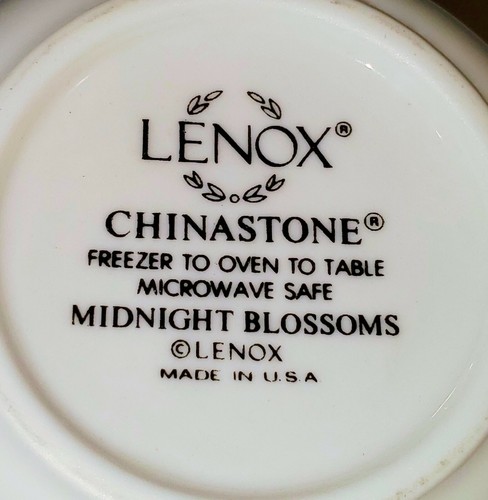 LENOX®
CHINASTONE®
FREEZER TO OVEN TO TABLE
MICROWAVE SAFE
MIDNIGHT BLOSSOMS
©LENOX
MADE IN U.S.A